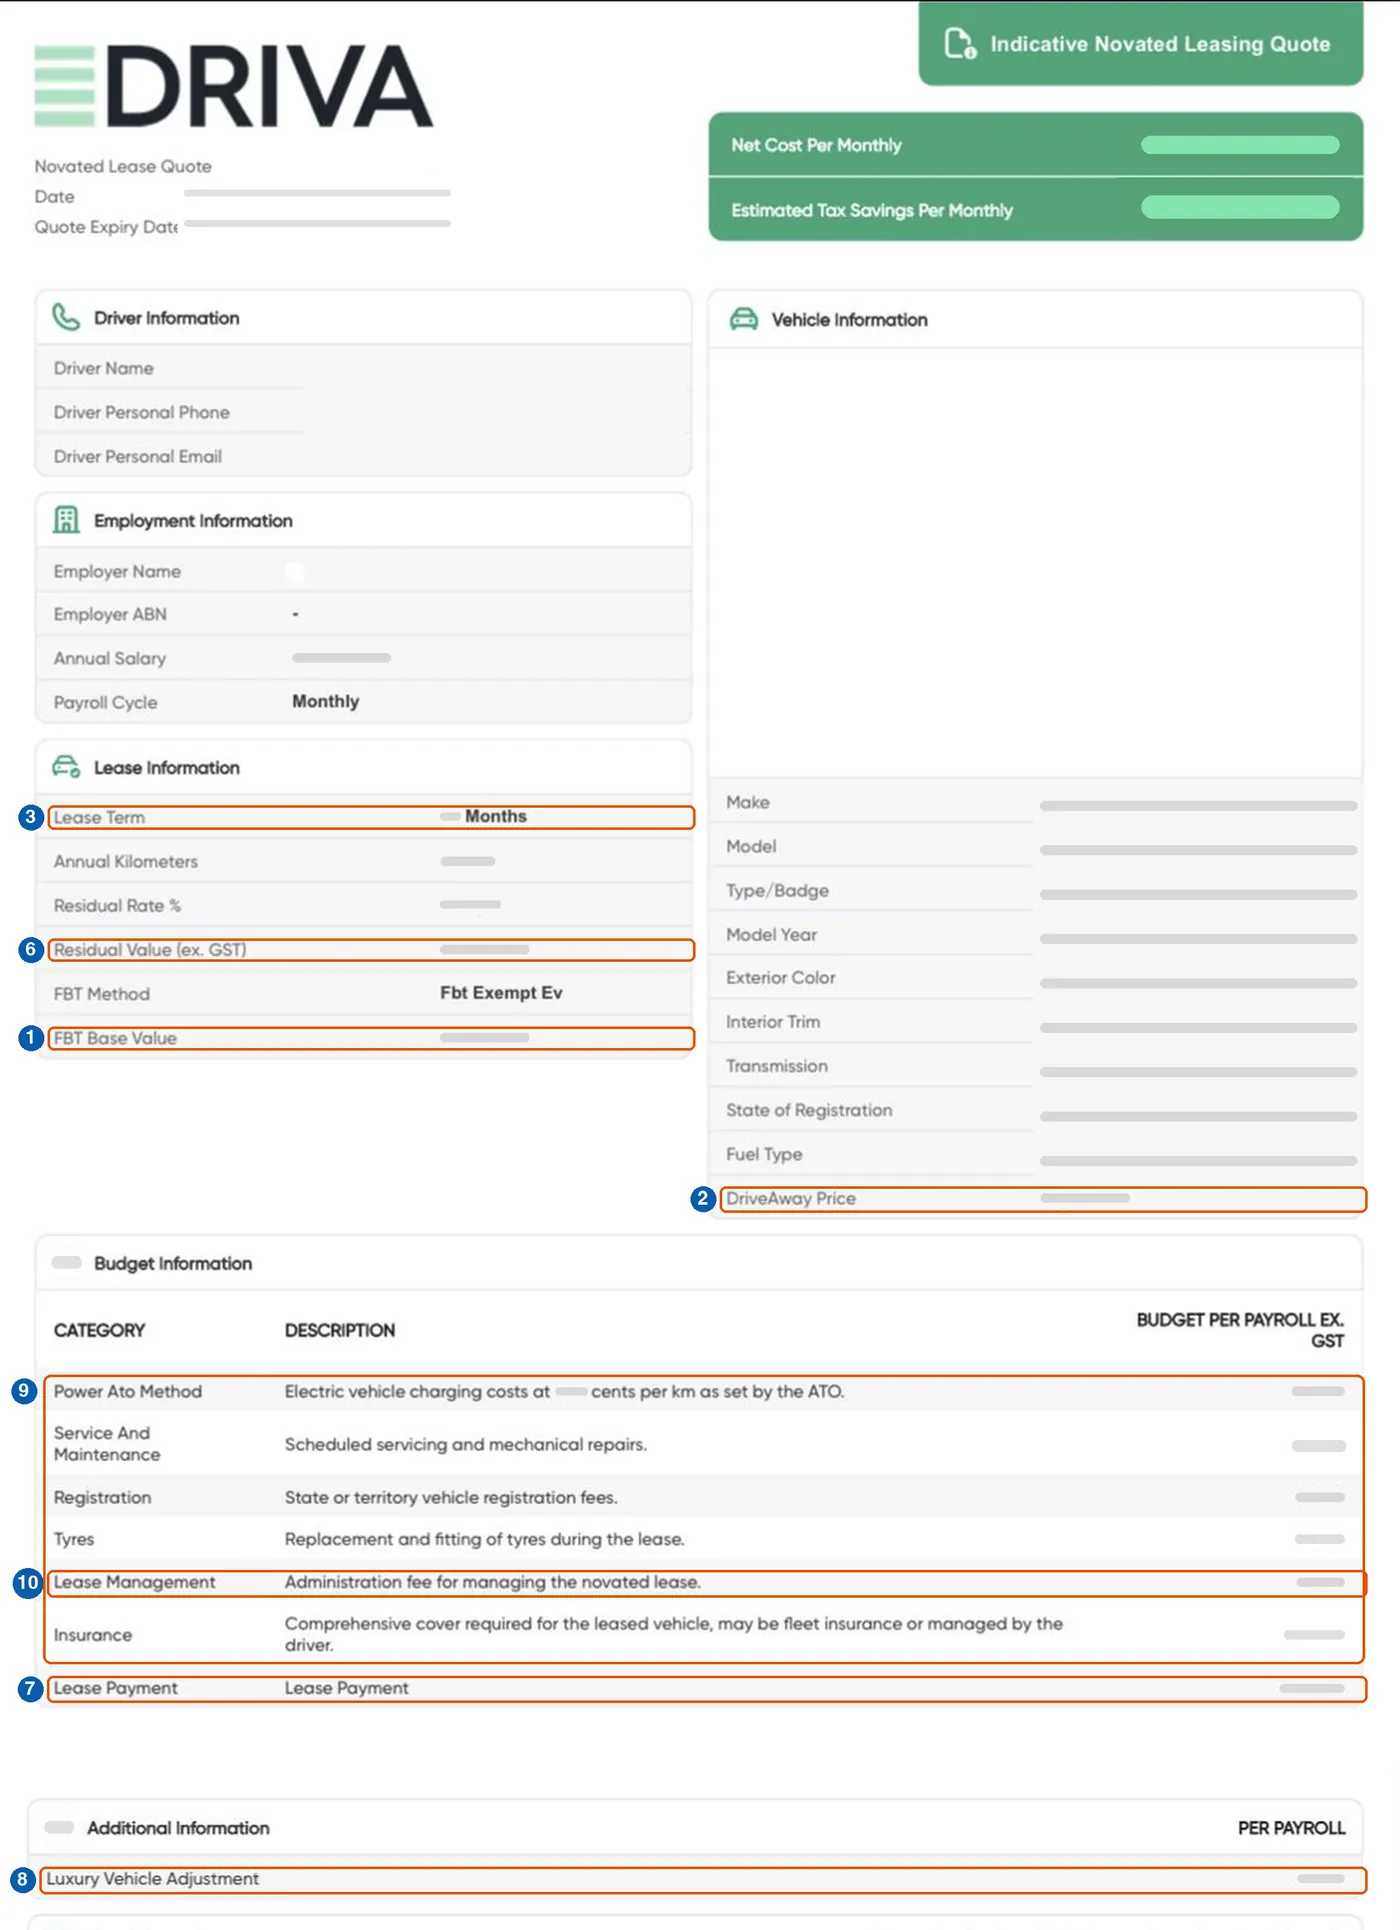 DRIVA
Indicative Novated Leasing Quote
Net Cost Per Monthly
Estimated Tax Savings Per Monthly
Novated Lease Quote
Date
Quote Expiry Date
Driver Information
Driver Name
Driver Personal Phone
Driver Personal Email
Employment Information
Employer Name
Employer ABN -
Annual Salary
Payroll Cycle Monthly
Lease Information
3 Lease Term Months
Annual Kilometers
Residual Rate %
6 Residual Value (ex. GST)
FBT Method Fbt Exempt Ev
1 FBT Base Value
Vehicle Information
Make
Model
Type/Badge
Model Year
Exterior Color
Interior Trim
Transmission
State of Registration
Fuel Type
2 DriveAway Price
Budget Information
CATEGORY DESCRIPTION BUDGET PER PAYROLL EX.
GST
9 Power Ato Method Electric vehicle charging costs at cents per km as set by the ATO.
Service And
Maintenance Scheduled servicing and mechanical repairs.
Registration State or territory vehicle registration fees.
Tyres Replacement and fitting of tyres during the lease.
10 Lease Management Administration fee for managing the novated lease.
Insurance Comprehensive cover required for the leased vehicle, may be fleet insurance or managed by the
driver.
7 Lease Payment Lease Payment
Additional Information PER PAYROLL
8 Luxury Vehicle Adjustment